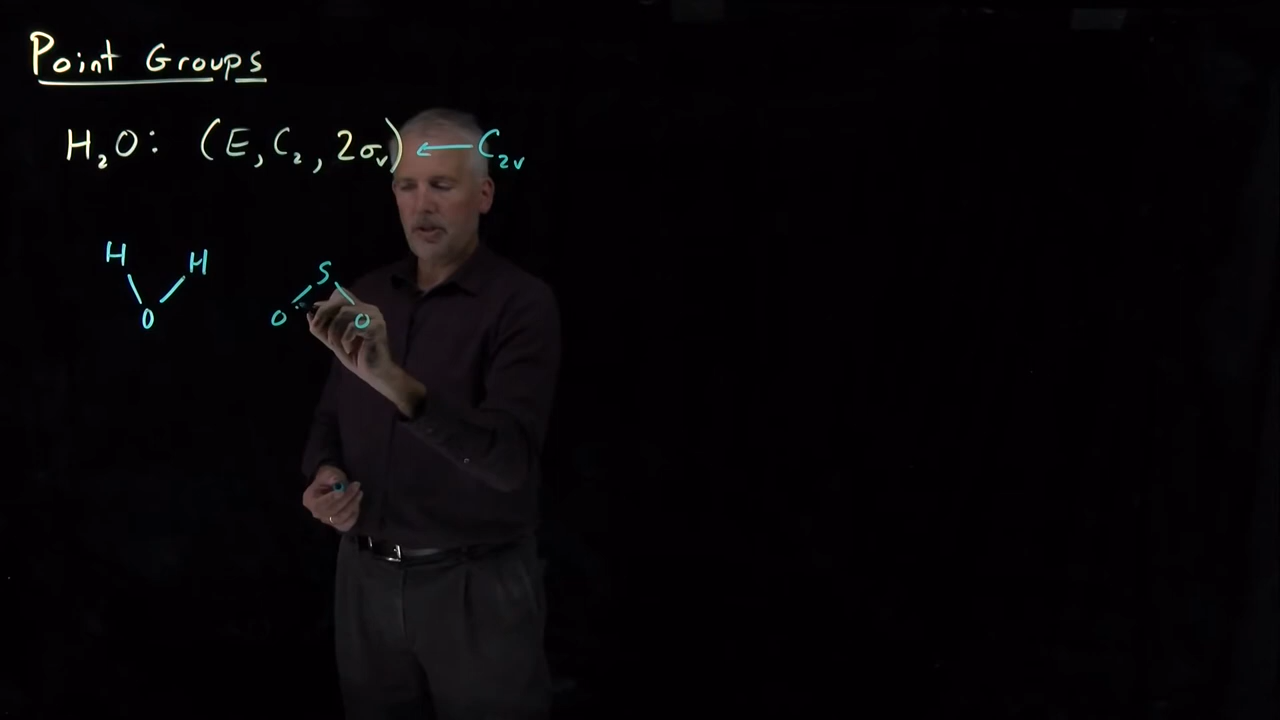 Point Groups
H₂O: (E, C₂, 2σᵥ) ← C₂ᵥ
H H S
O O O